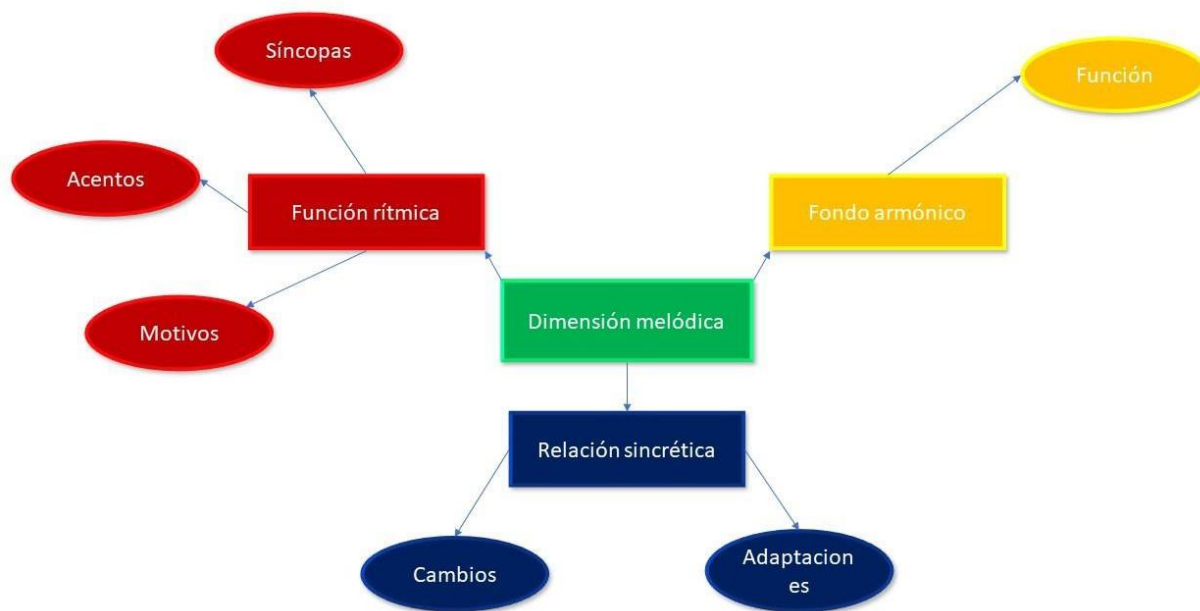 Síncopas
Función
Acentos
Función rítmica
Fondo armónico
Motivos
Dimensión melódica
Relación sincrética
Cambios
Adaptacion
es